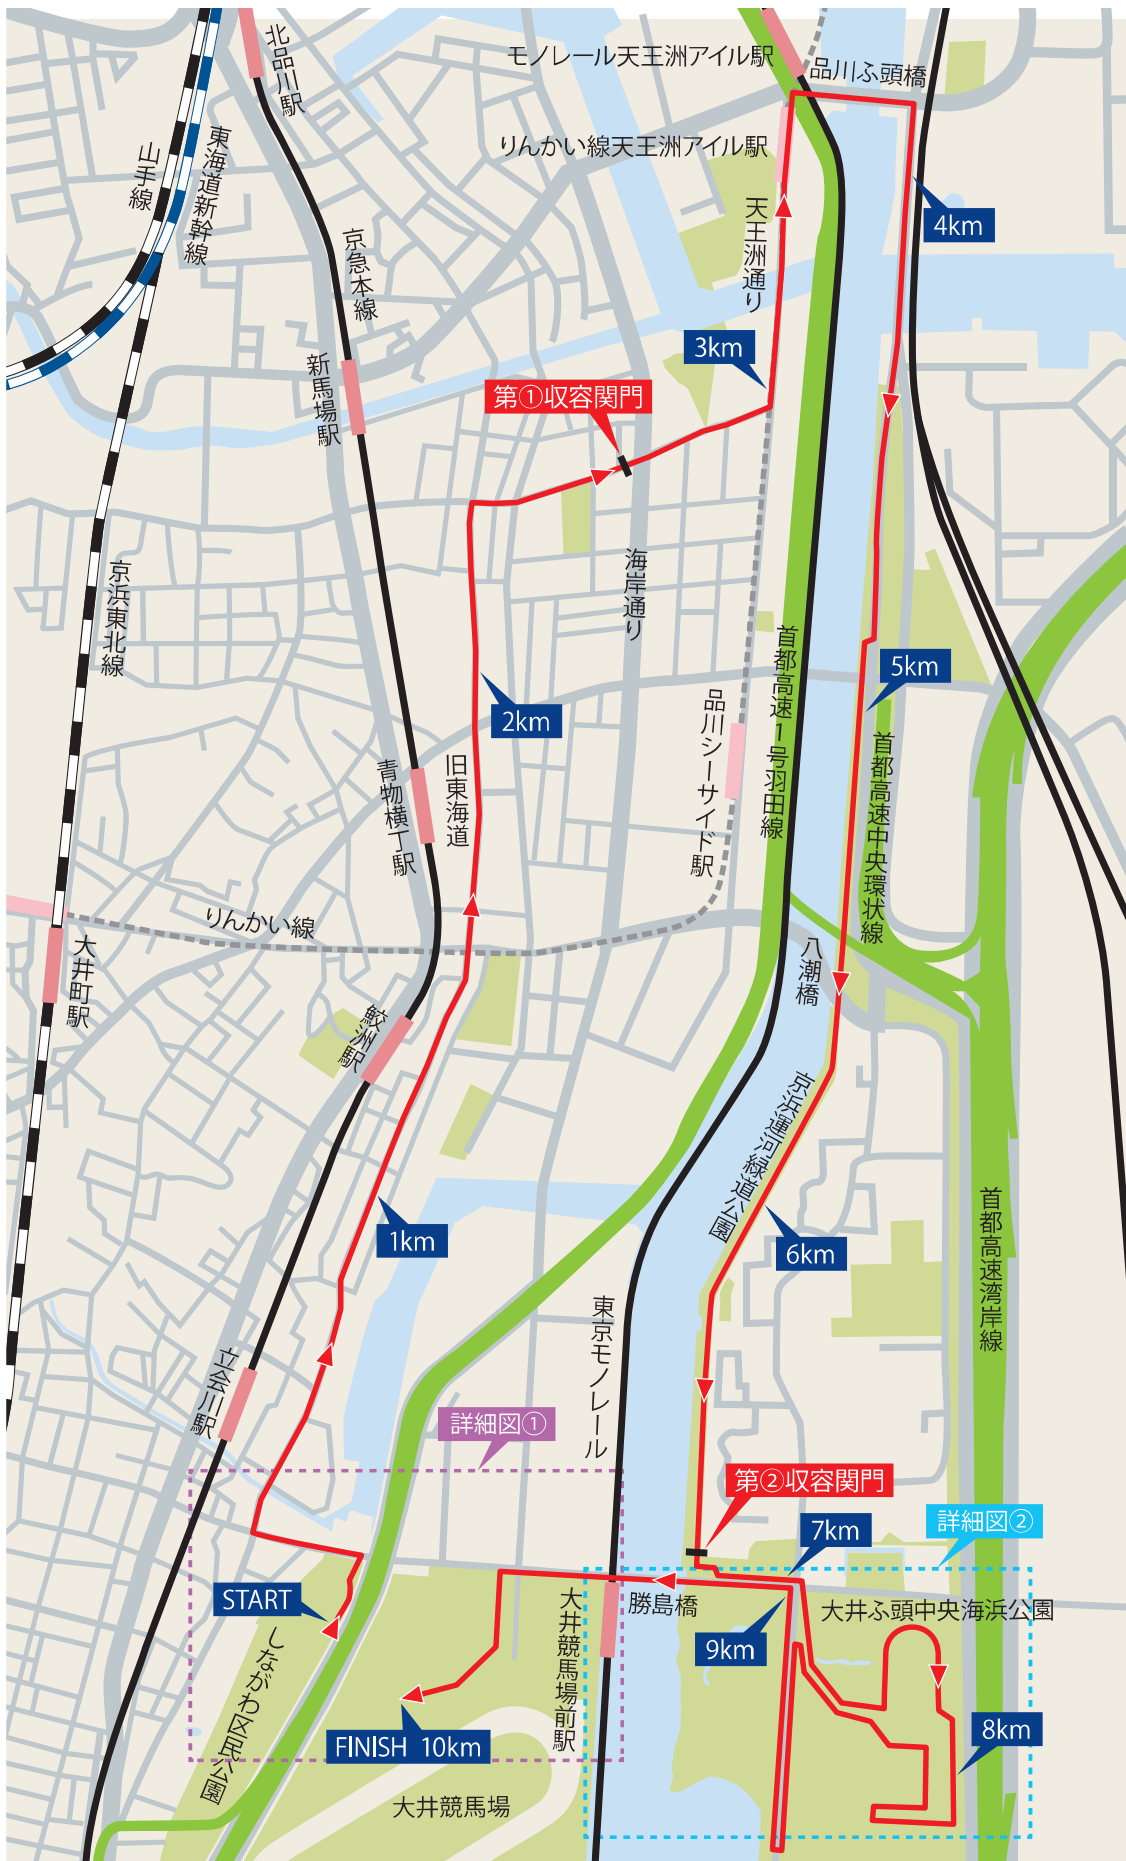 モノレール天王洲アイル駅
品川ふ頭橋
北品川駅
りんかい線天王洲アイル駅
山手線
東海道新幹線
京急本線
天王洲通り
4km
3km
新馬場駅
第①収容関門
京浜東北線
海岸通り
首都高速1号羽田線
5km
品川シーサイド駅
2km
旧東海道
青物横丁駅
首都高速中央環状線
りんかい線
大井町駅
八潮橋
鮫洲駅
京浜運河緑道公園
1km
6km
首都高速湾岸線
東京モノレール
立会川駅
詳細図①
第②収容関門
7km
詳細図②
START
大井競馬場前駅
勝島橋
大井ふ頭中央海浜公園
9km
しながわ区民公園
8km
FINISH 10km
大井競馬場